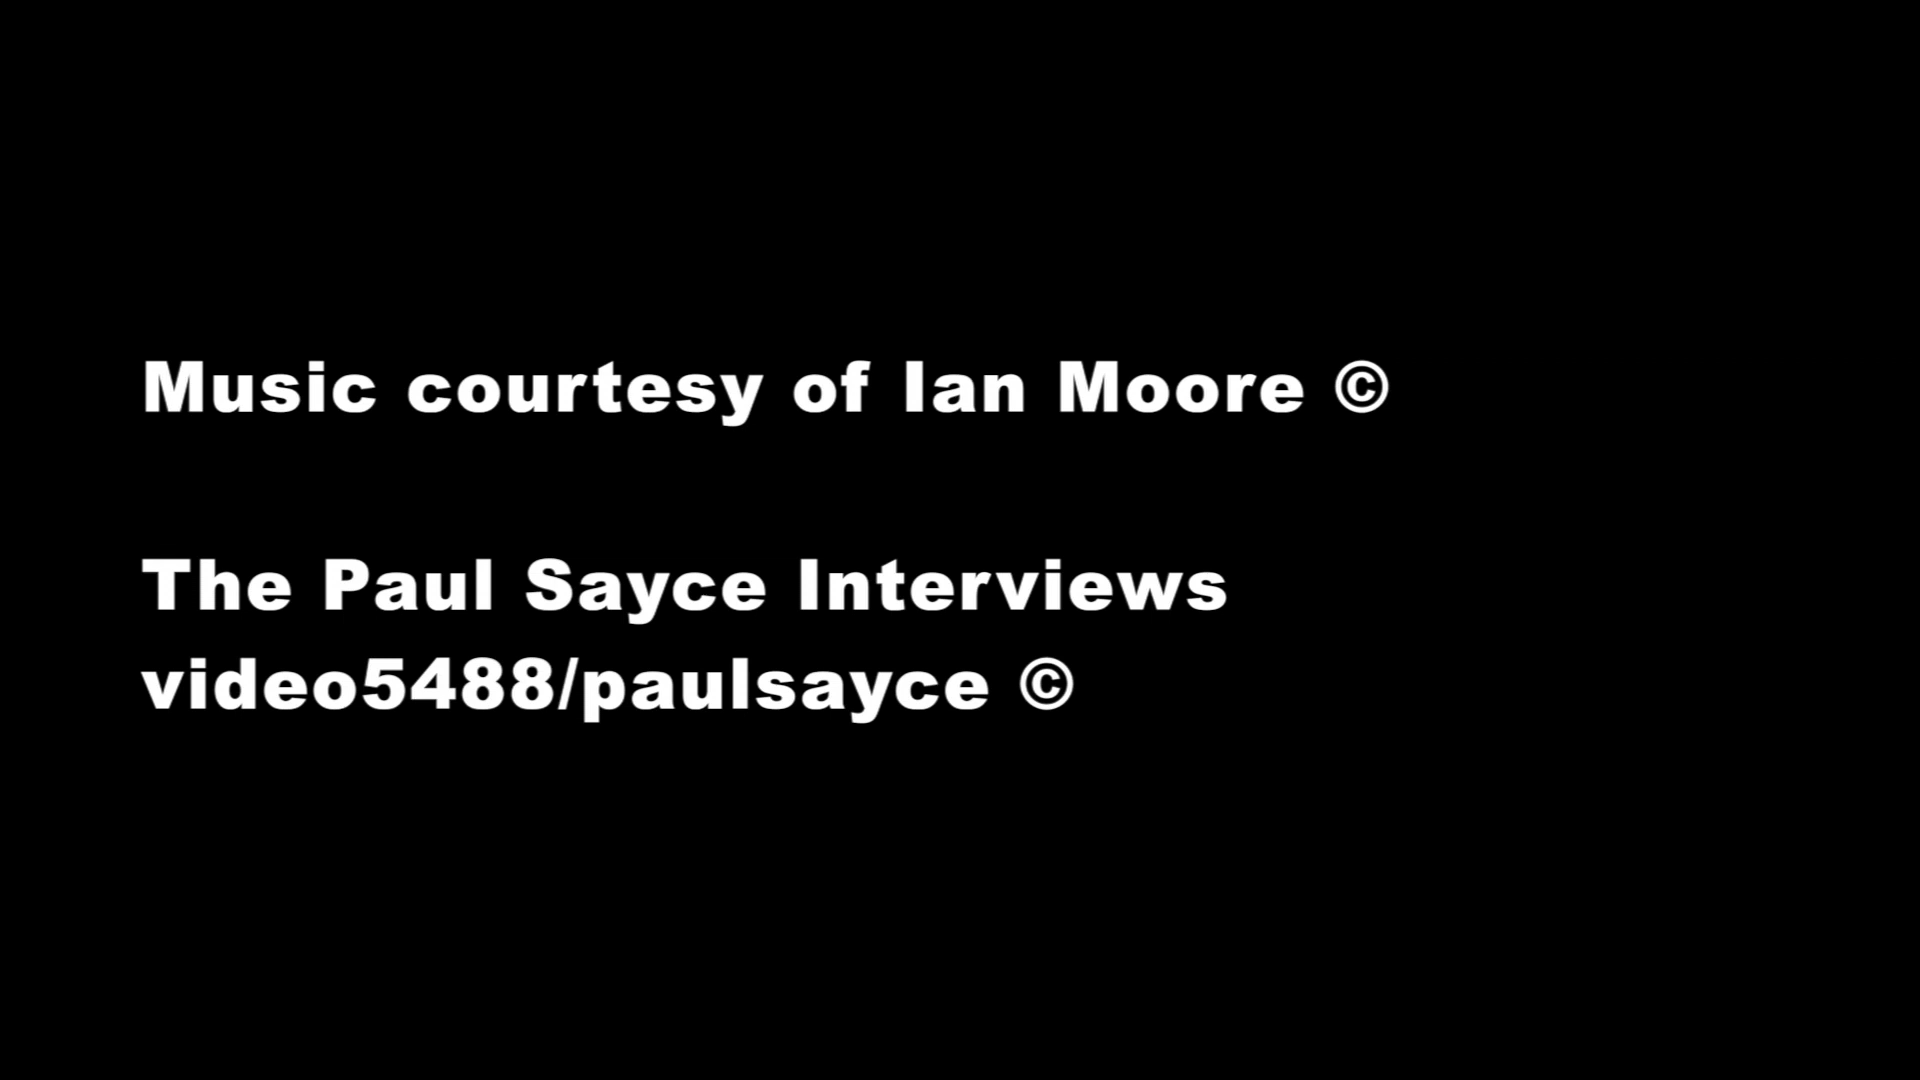 Music courtesy of Ian Moore ©
The Paul Sayce Interviews
video5488/paulsayce ©